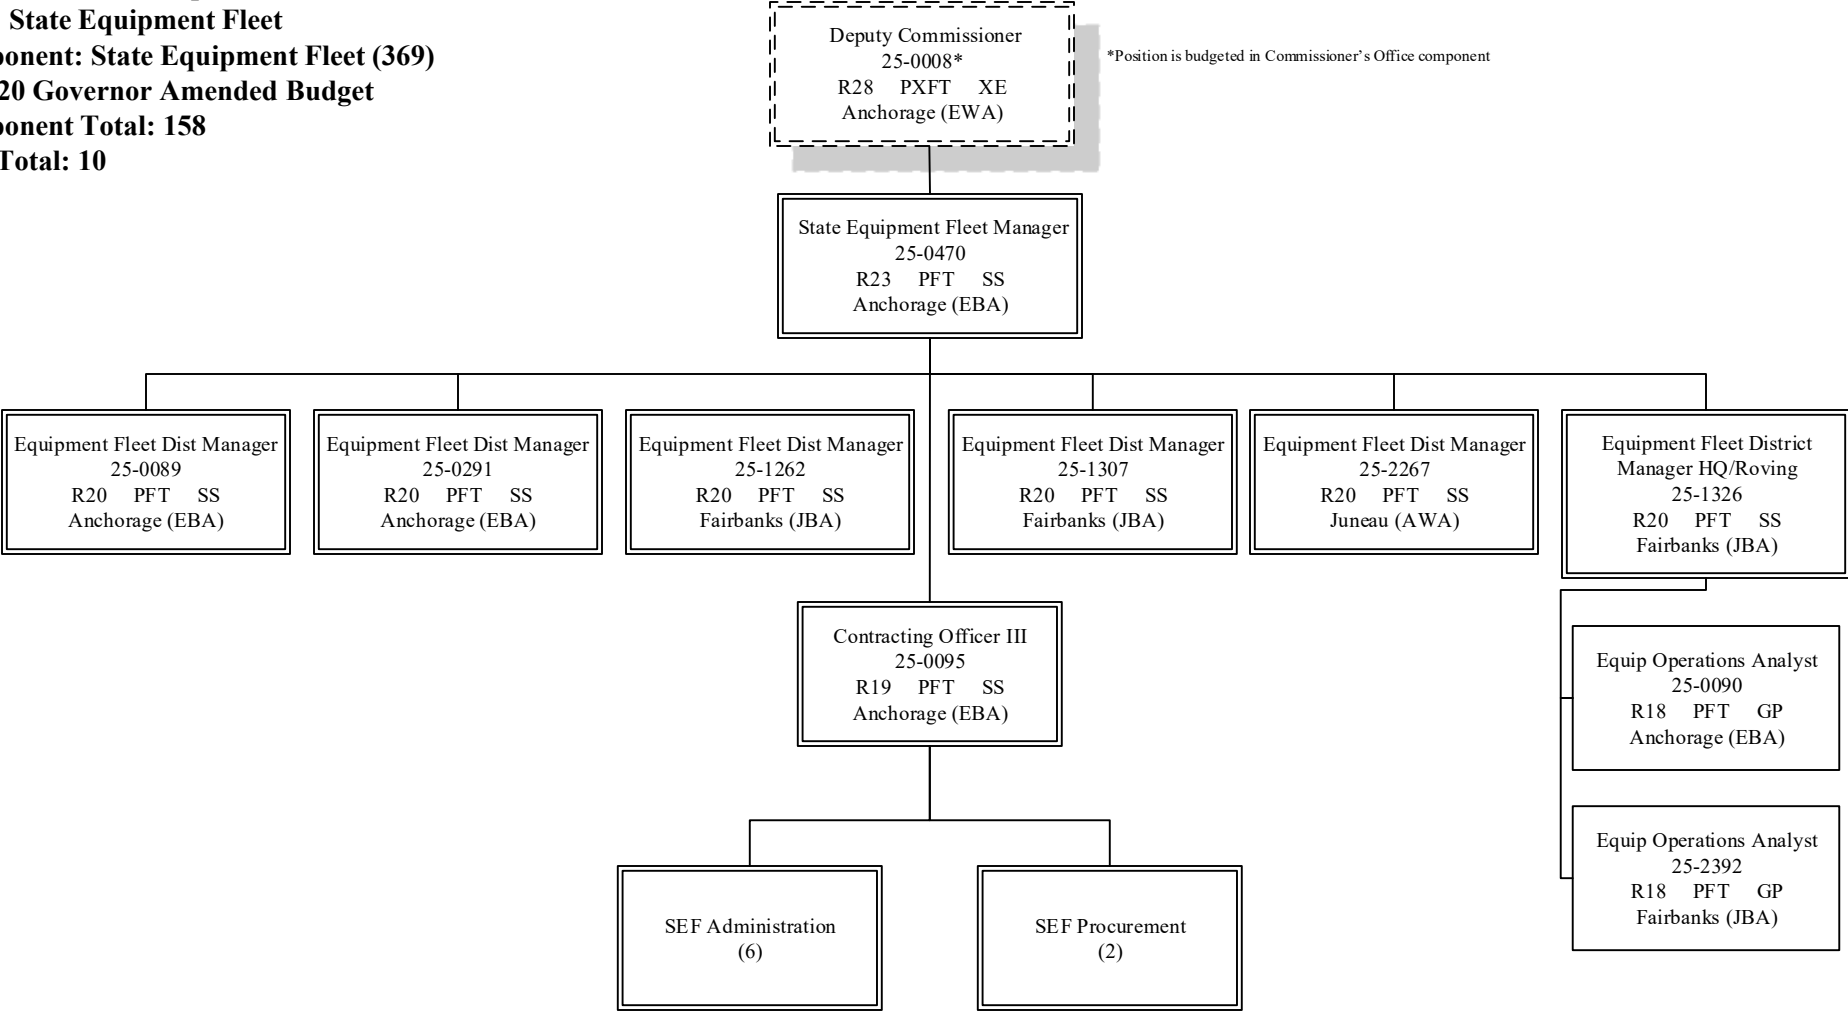 State Equipment Fleet
ponent: State Equipment Fleet (369)
20 Governor Amended Budget
ponent Total: 158
Total: 10
Deputy Commissioner
25-0008*
R28 PXFT XE
Anchorage (EWA)
*Position is budgeted in Commissioner's Office component
State Equipment Fleet Manager
25-0470
R23 PFT SS
Anchorage (EBA)
Equipment Fleet Dist Manager
25-0089
R20 PFT SS
Anchorage (EBA)
Equipment Fleet Dist Manager
25-0291
R20 PFT SS
Anchorage (EBA)
Equipment Fleet Dist Manager
25-1262
R20 PFT SS
Fairbanks (JBA)
Equipment Fleet Dist Manager
25-1307
R20 PFT SS
Fairbanks (JBA)
Equipment Fleet Dist Manager
25-2267
R20 PFT SS
Juneau (AWA)
Equipment Fleet District
Manager HQ/Roving
25-1326
R20 PFT SS
Fairbanks (JBA)
Contracting Officer III
25-0095
R19 PFT SS
Anchorage (EBA)
Equip Operations Analyst
25-0090
R18 PFT GP
Anchorage (EBA)
Equip Operations Analyst
25-2392
R18 PFT GP
Fairbanks (JBA)
SEF Administration
(6)
SEF Procurement
(2)